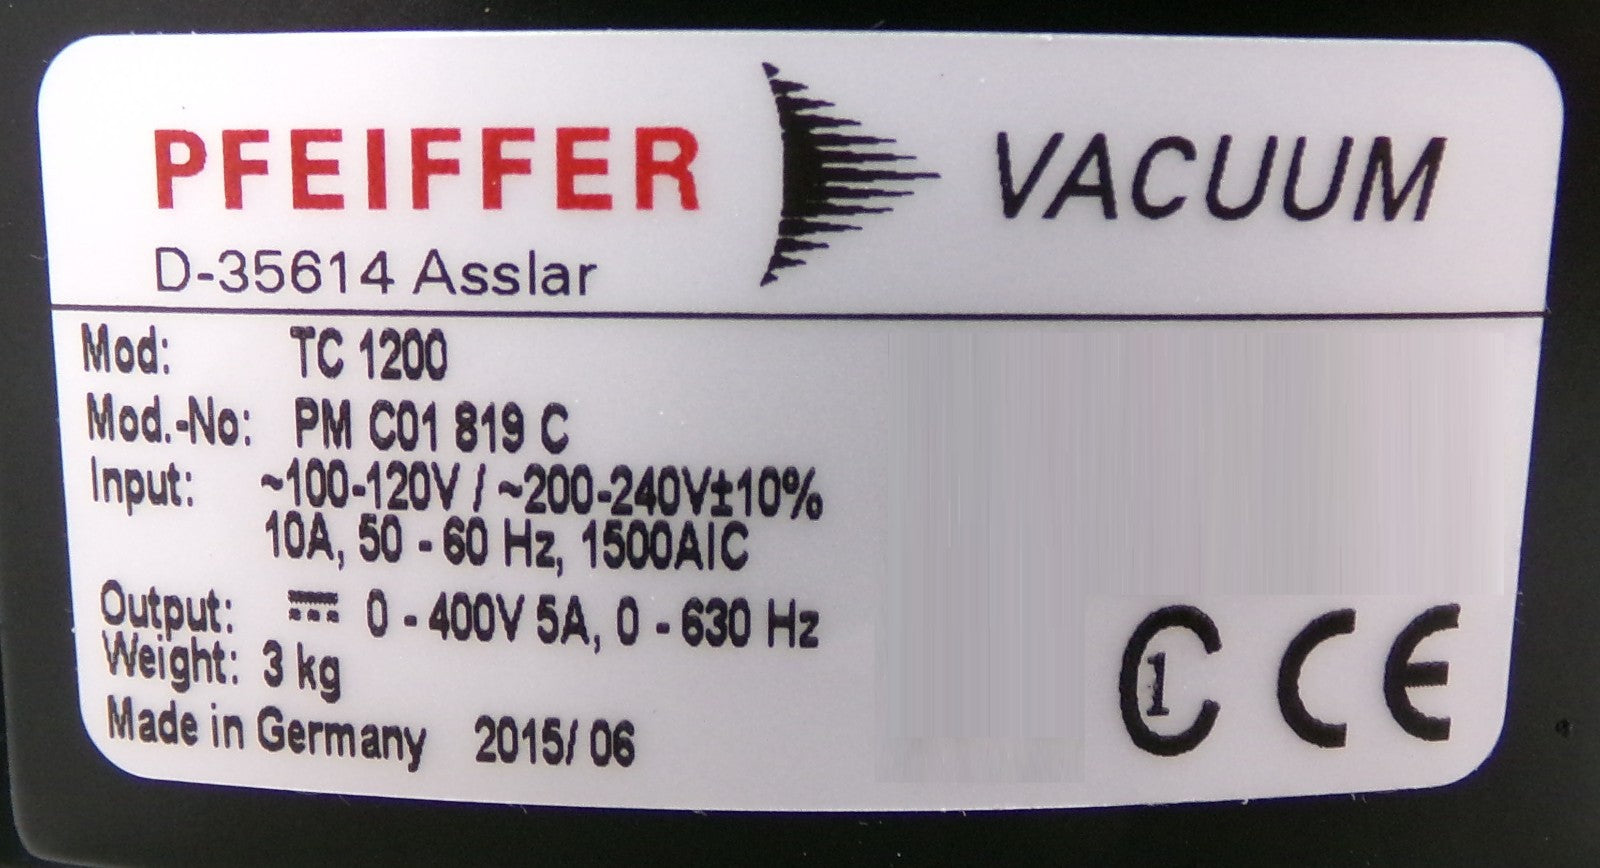 PFEIFFER VACUUM
D-35614 Asslar
Mod: TC 1200
Mod.-No: PM C01 819 C
Input: ~100-120V / ~200-240V±10%
10A, 50 - 60 Hz, 1500AIC
Output: ⎓ 0 - 400V 5A, 0 - 630 Hz
Weight: 3 kg
Made in Germany 2015/ 06
C 1 CE